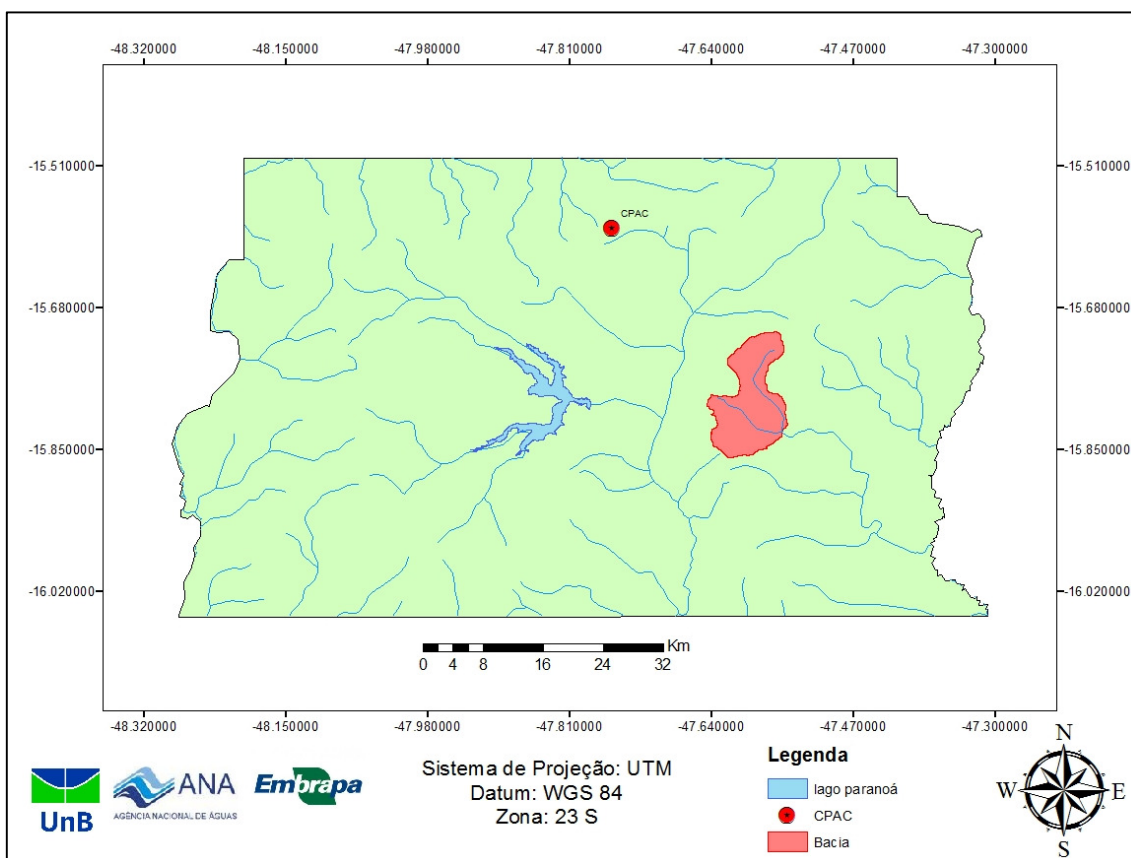 -48.320000 -48.150000 -47.980000 -47.810000 -47.640000 -47.470000 -47.300000
-15.510000 -15.510000
CPAC
-15.680000 -15.680000
-15.850000 -15.850000
-16.020000 -16.020000
Km
0 4 8 16 24 32
-48.320000 -48.150000 -47.980000 -47.810000 -47.640000 -47.470000 -47.300000
UnB
ANA
AGÊNCIA NACIONAL DE ÁGUAS
Embrapa
Sistema de Projeção: UTM
Datum: WGS 84
Zona: 23 S
Legenda
lago paranoá
CPAC
Bacia
N
W E
S